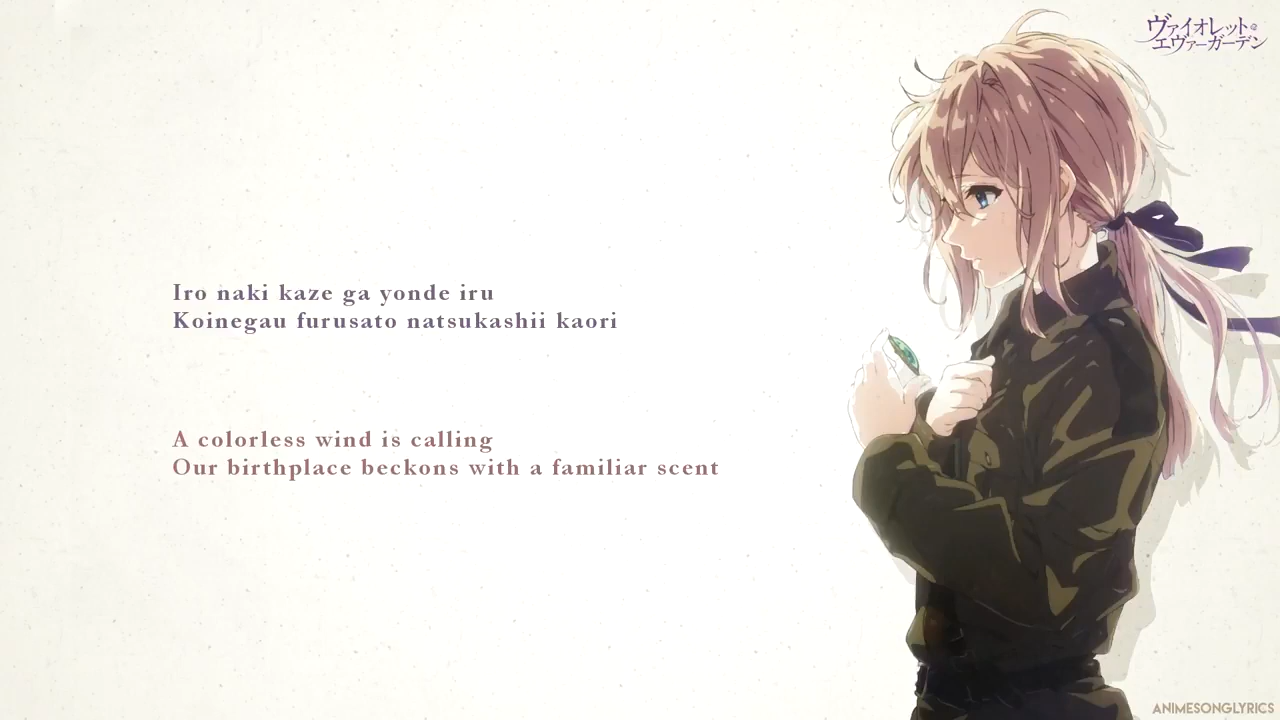 ヴァイオレット・
エヴァーガーデン
Iro naki kaze ga yonde iru
Koinegau furusato natsukashii kaori
A colorless wind is calling
Our birthplace beckons with a familiar scent
ANIMESONGLYRICS